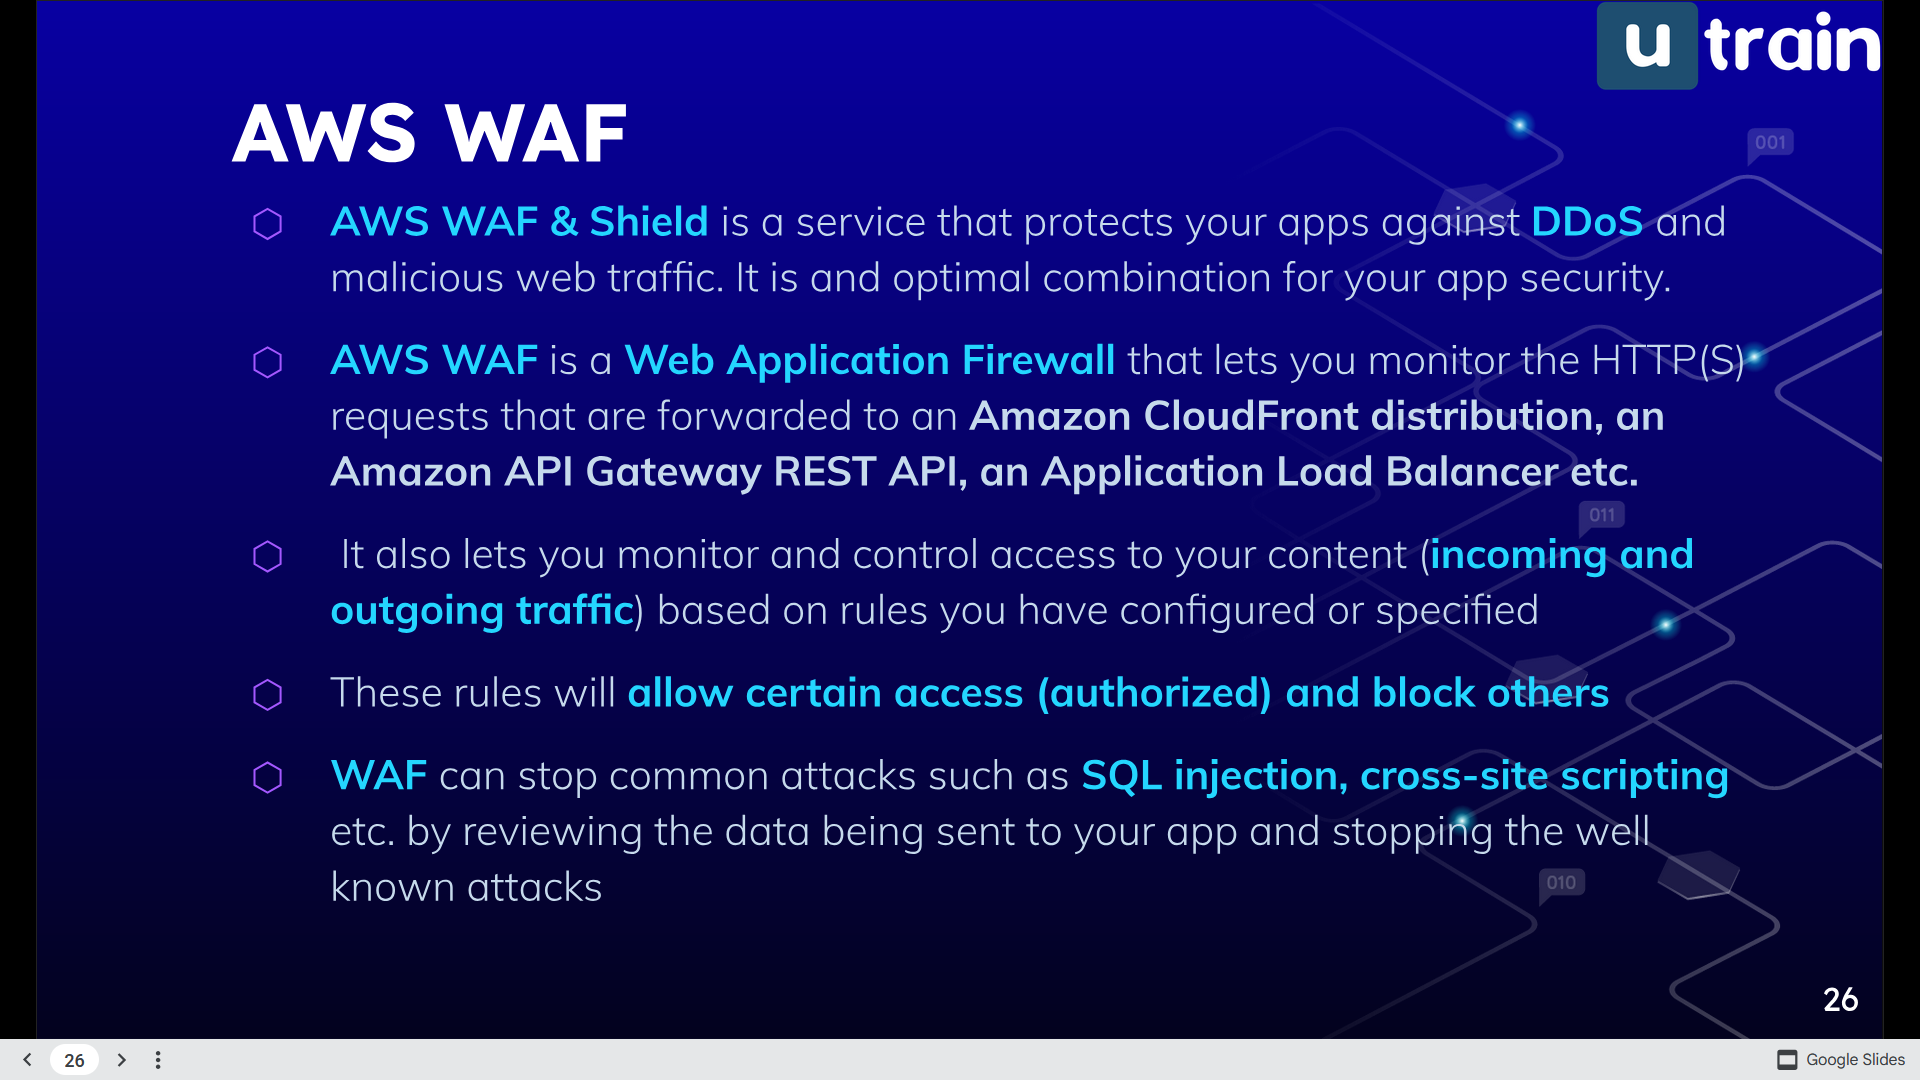 u train
001
AWS WAF
AWS WAF & Shield is a service that protects your apps against DDoS and
malicious web traffic. It is and optimal combination for your app security.
AWS WAF is a Web Application Firewall that lets you monitor the HTTP(S)
requests that are forwarded to an Amazon CloudFront distribution, an
Amazon API Gateway REST API, an Application Load Balancer etc.
011
It also lets you monitor and control access to your content (incoming and
outgoing traffic) based on rules you have configured or specified
These rules will allow certain access (authorized) and block others
WAF can stop common attacks such as SQL injection, cross-site scripting
etc. by reviewing the data being sent to your app and stopping the well
known attacks
010
26
26
Google Slides